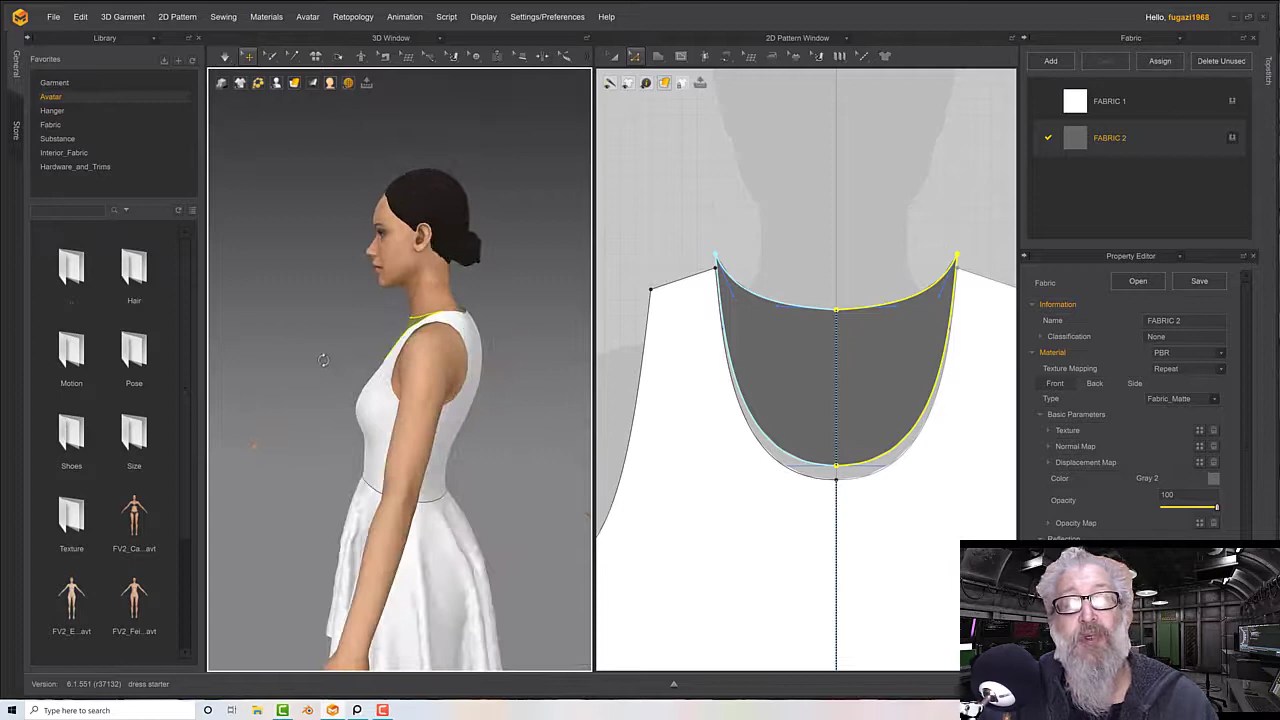 File Edit 3D Garment 2D Pattern Sewing Materials Avatar Retopology Animation Script Display Settings/Preferences Help Hello, fugazi1968
Library 3D Window 2D Pattern Window Fabric
General
Store
Topstitch
Favorites
Garment
Avatar
Hanger
Fabric
Substance
Interior_Fabric
Hardware_and_Trims
..
Hair
Motion
Pose
Shoes
Size
Texture
FV2_Ca...avt
FV2_E...avt
FV2_Fei...avt
Add
Assign
Delete Unused
FABRIC 1
FABRIC 2
Property Editor
Fabric
Open
Save
Information
Name FABRIC 2
Classification None
Material PBR
Texture Mapping Repeat
Front Back Side
Type Fabric_Matte
Basic Parameters
Texture
Normal Map
Displacement Map
Color Gray 2
Opacity 100
Opacity Map
Reflection
Version: 6.1.551 (r37132) dress starter
Type here to search